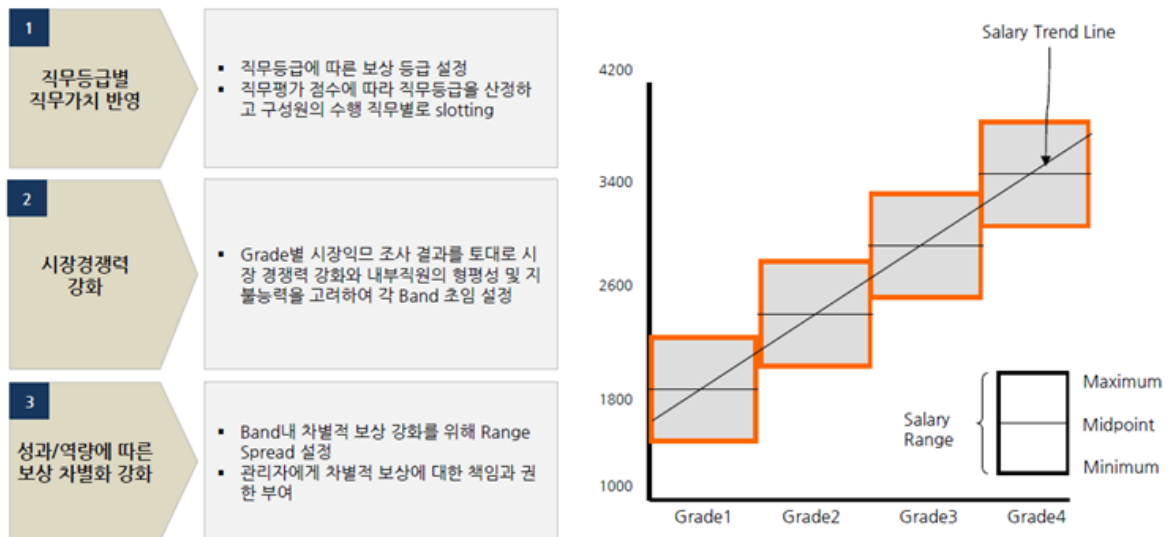 1
직무등급별
직무가치 반영
▪ 직무등급에 따른 보상 등급 설정
▪ 직무평가 점수에 따라 직무등급을 산정하
고 구성원의 수행 직무별로 slotting
2
시장경쟁력
강화
▪ Grade별 시장익므 조사 결과를 토대로 시
장 경쟁력 강화와 내부직원의 형평성 및 지
불능력을 고려하여 각 Band 초임 설정
3
성과/역량에 따른
보상 차별화 강화
▪ Band내 차별적 보상 강화를 위해 Range
Spread 설정
▪ 관리자에게 차별적 보상에 대한 책임과 권
한 부여
Salary Trend Line
4200
3400
2600
1800
1000
Grade1
Grade2
Grade3
Grade4
Salary
Range
Maximum
Midpoint
Minimum